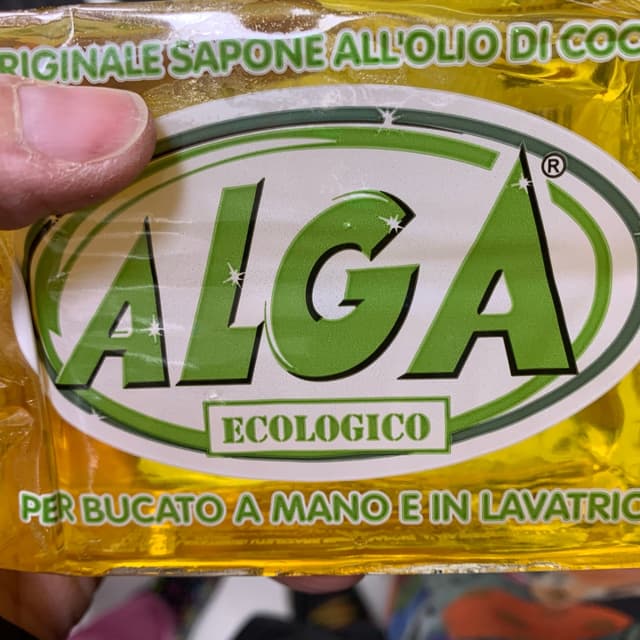 RIGINALE SAPONE ALL'OLIO DI COC
ALGA®
ECOLOGICO
PER BUCATO A MANO E IN LAVATRIC